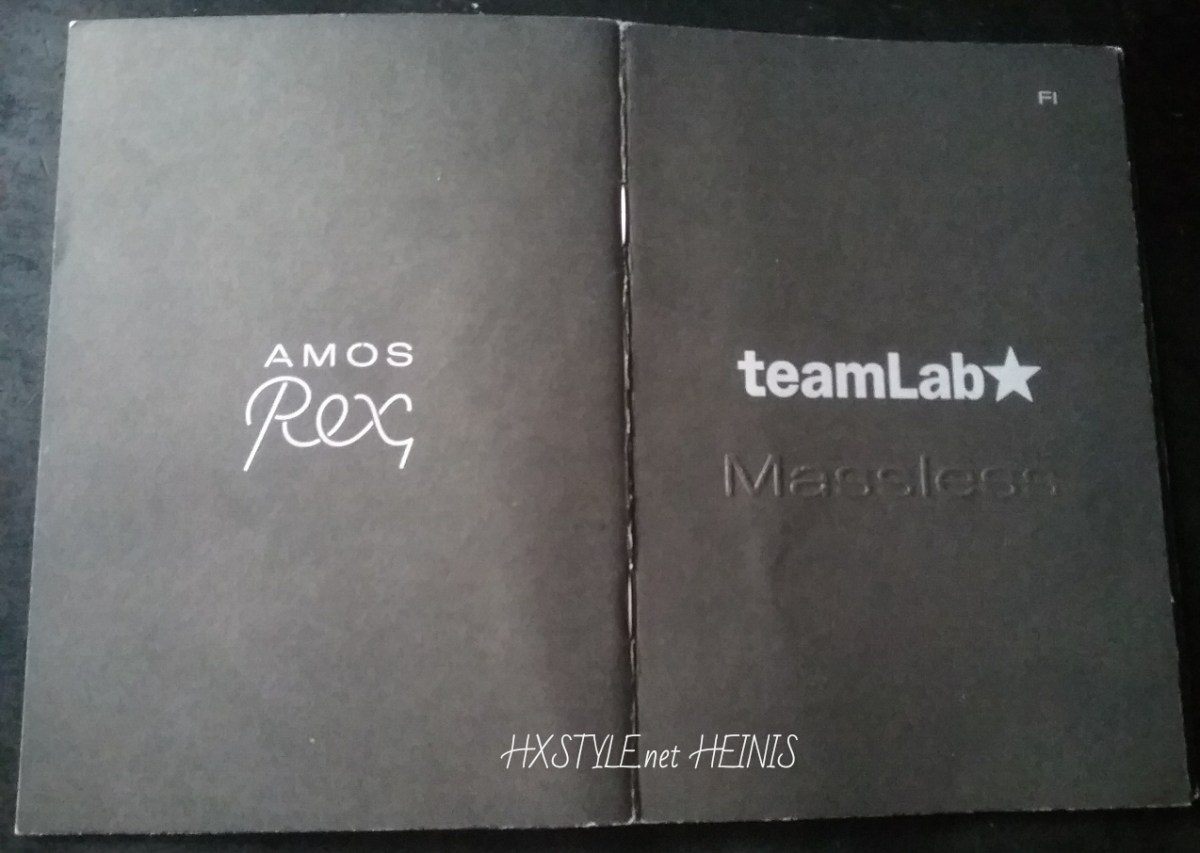 AMOS
Rex
FI
teamLab★
Massless
HXSTYLE.net HEINIS